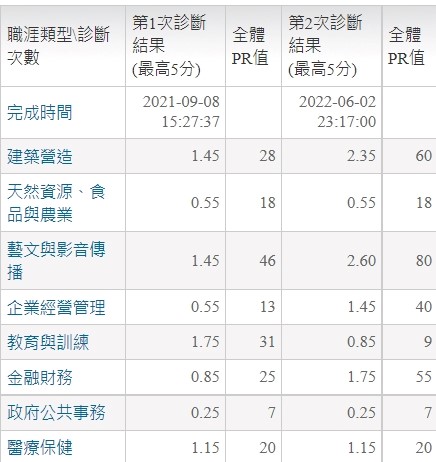 職涯類型\診斷 第1次診斷 全體 第2次診斷 全體
次數 結果 PR值 結果 PR值
(最高5分) (最高5分)
完成時間 2021-09-08 2022-06-02
15:27:37 23:17:00
建築營造 1.45 28 2.35 60
天然資源、食 0.55 18 0.55 18
品與農業
藝文與影音傳 1.45 46 2.60 80
播
企業經營管理 0.55 13 1.45 40
教育與訓練 1.75 31 0.85 9
金融財務 0.85 25 1.75 55
政府公共事務 0.25 7 0.25 7
醫療保健 1.15 20 1.15 20